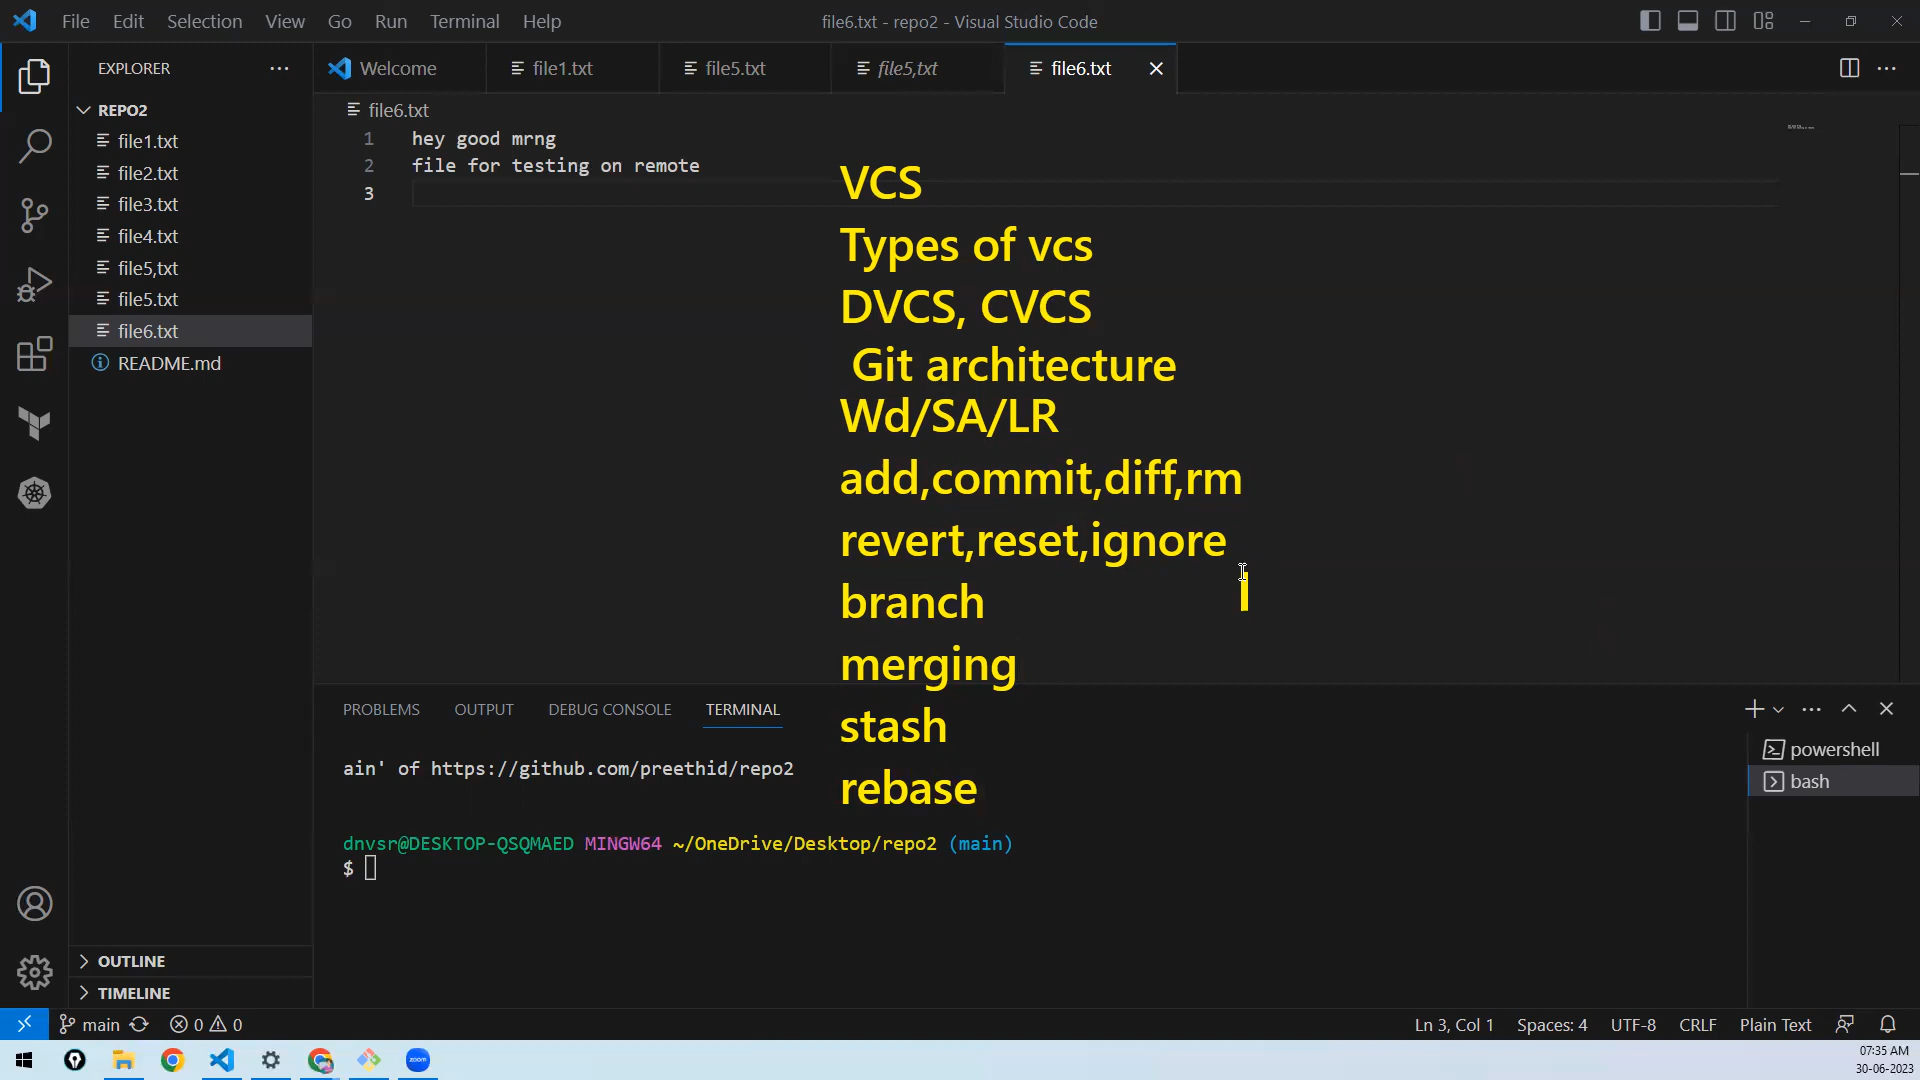 File Edit Selection View Go Run Terminal Help
file6.txt - repo2 - Visual Studio Code
EXPLORER
Welcome
file1.txt
file5.txt
file5,txt
file6.txt
REPO2
file1.txt
file2.txt
file3.txt
file4.txt
file5,txt
file5.txt
file6.txt
README.md
file6.txt
1 hey good mrng
2 file for testing on remote
3
VCS
Types of vcs
DVCS, CVCS
Git architecture
Wd/SA/LR
add,commit,diff,rm
revert,reset,ignore
branch
merging
stash
rebase
PROBLEMS OUTPUT DEBUG CONSOLE TERMINAL
ain' of https://github.com/preethid/repo2
dnvsr@DESKTOP-QSQMAED MINGW64 ~/OneDrive/Desktop/repo2 (main)
$
powershell
bash
OUTLINE
TIMELINE
main
0 0
Ln 3, Col 1 Spaces: 4 UTF-8 CRLF Plain Text
zoom
07:35 AM
30-06-2023